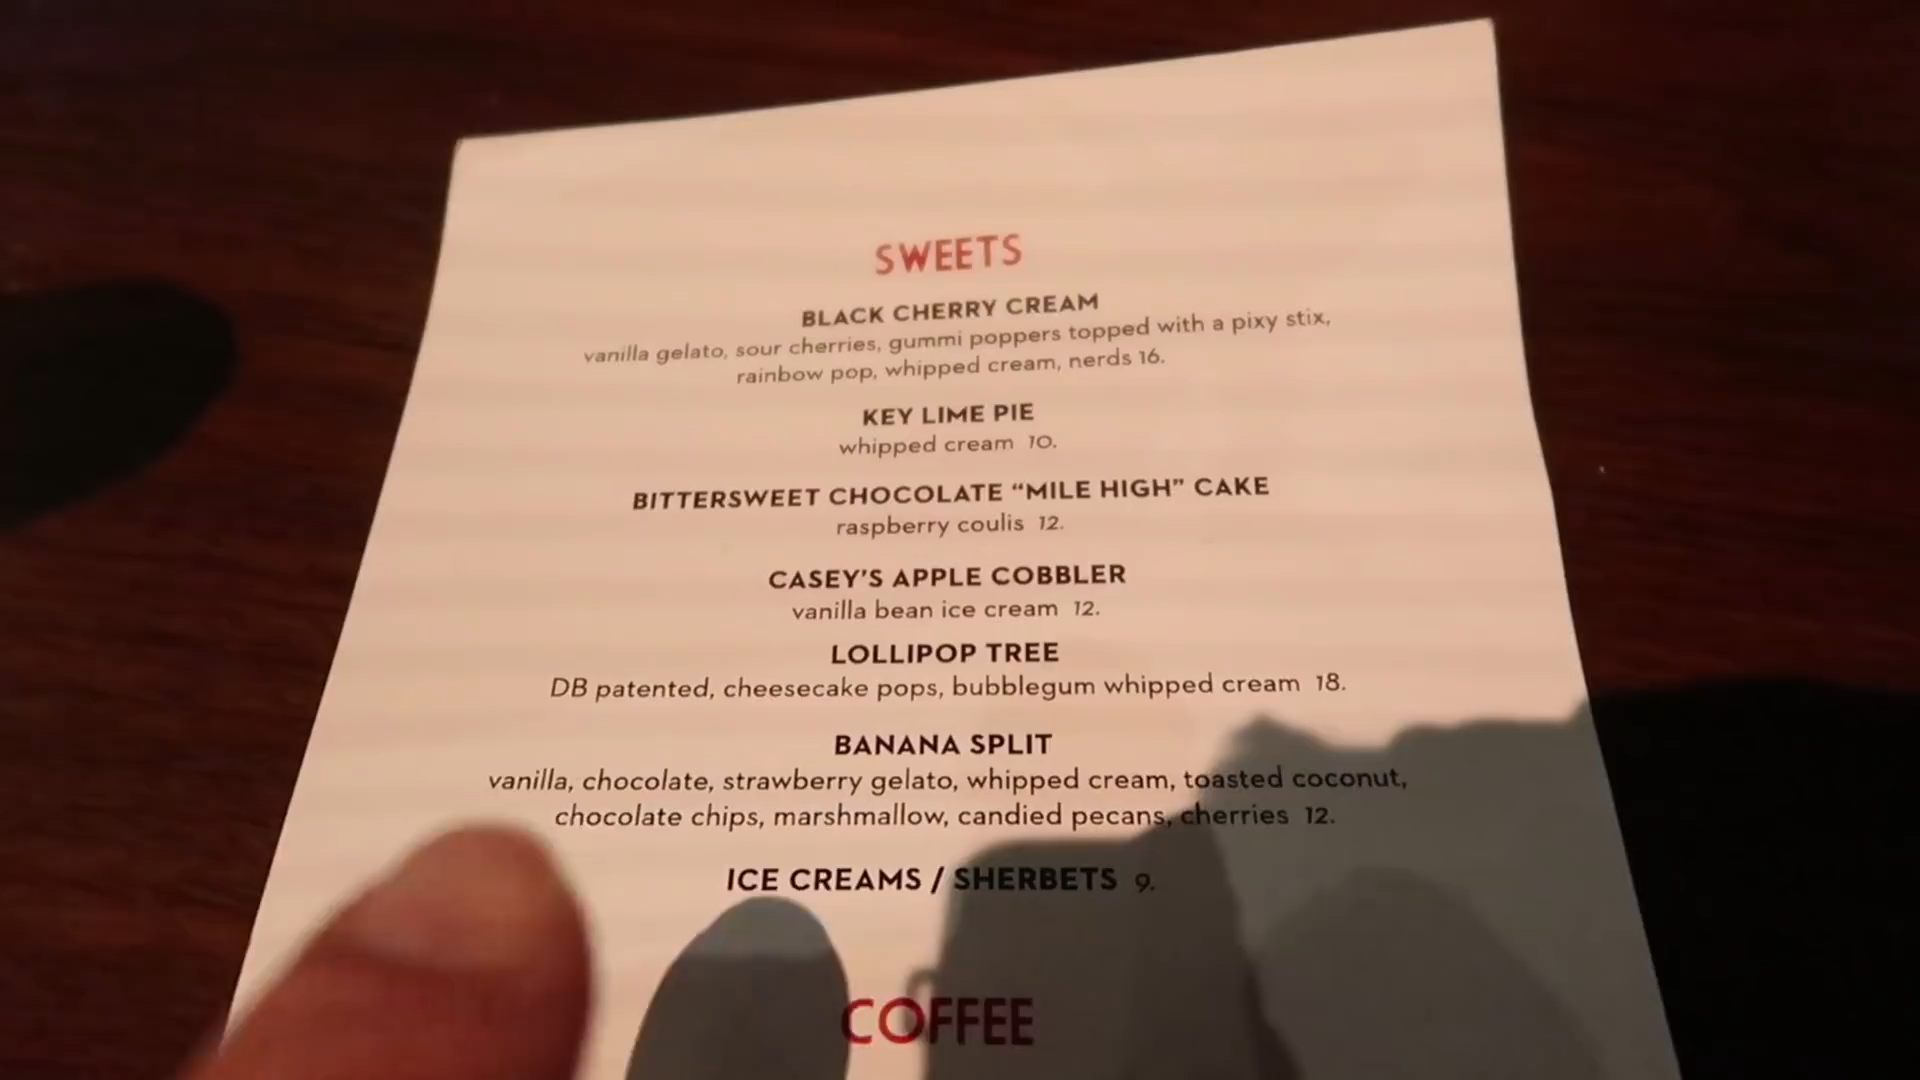 SWEETS
BLACK CHERRY CREAM
vanilla gelato, sour cherries, gummi poppers topped with a pixy stix,
rainbow pop, whipped cream, nerds 16.
KEY LIME PIE
whipped cream 10.
BITTERSWEET CHOCOLATE “MILE HIGH” CAKE
raspberry coulis 12.
CASEY’S APPLE COBBLER
vanilla bean ice cream 12.
LOLLIPOP TREE
DB patented, cheesecake pops, bubblegum whipped cream 18.
BANANA SPLIT
vanilla, chocolate, strawberry gelato, whipped cream, toasted coconut,
chocolate chips, marshmallow, candied pecans, cherries 12.
ICE CREAMS / SHERBETS 9.
COFFEE